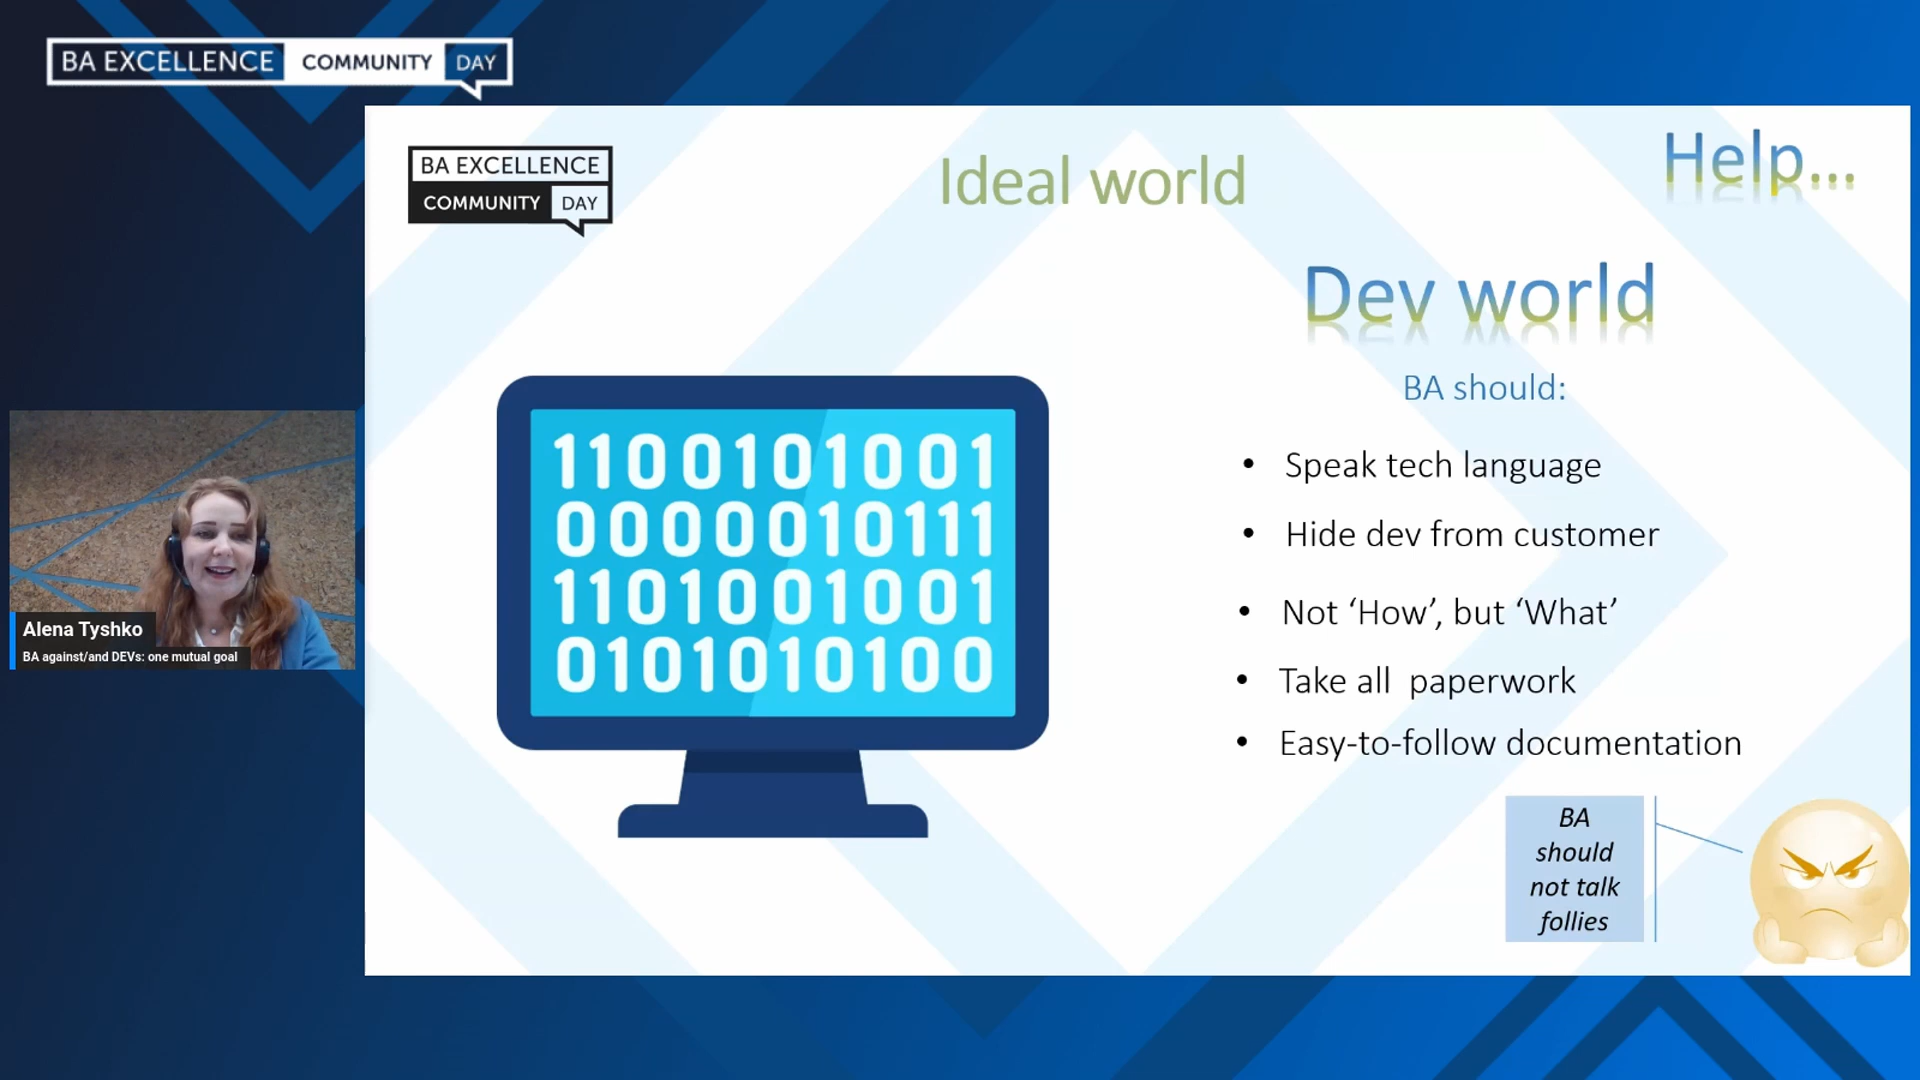 BA EXCELLENCE COMMUNITY DAY
BA EXCELLENCE
COMMUNITY DAY
Ideal world
Help...
Dev world
BA should:
• Speak tech language
• Hide dev from customer
• Not ‘How’, but ‘What’
• Take all paperwork
• Easy-to-follow documentation
BA
should
not talk
follies
1100101001
0000010111
1101001001
0101010100
Alena Tyshko
BA against/and DEVs: one mutual goal